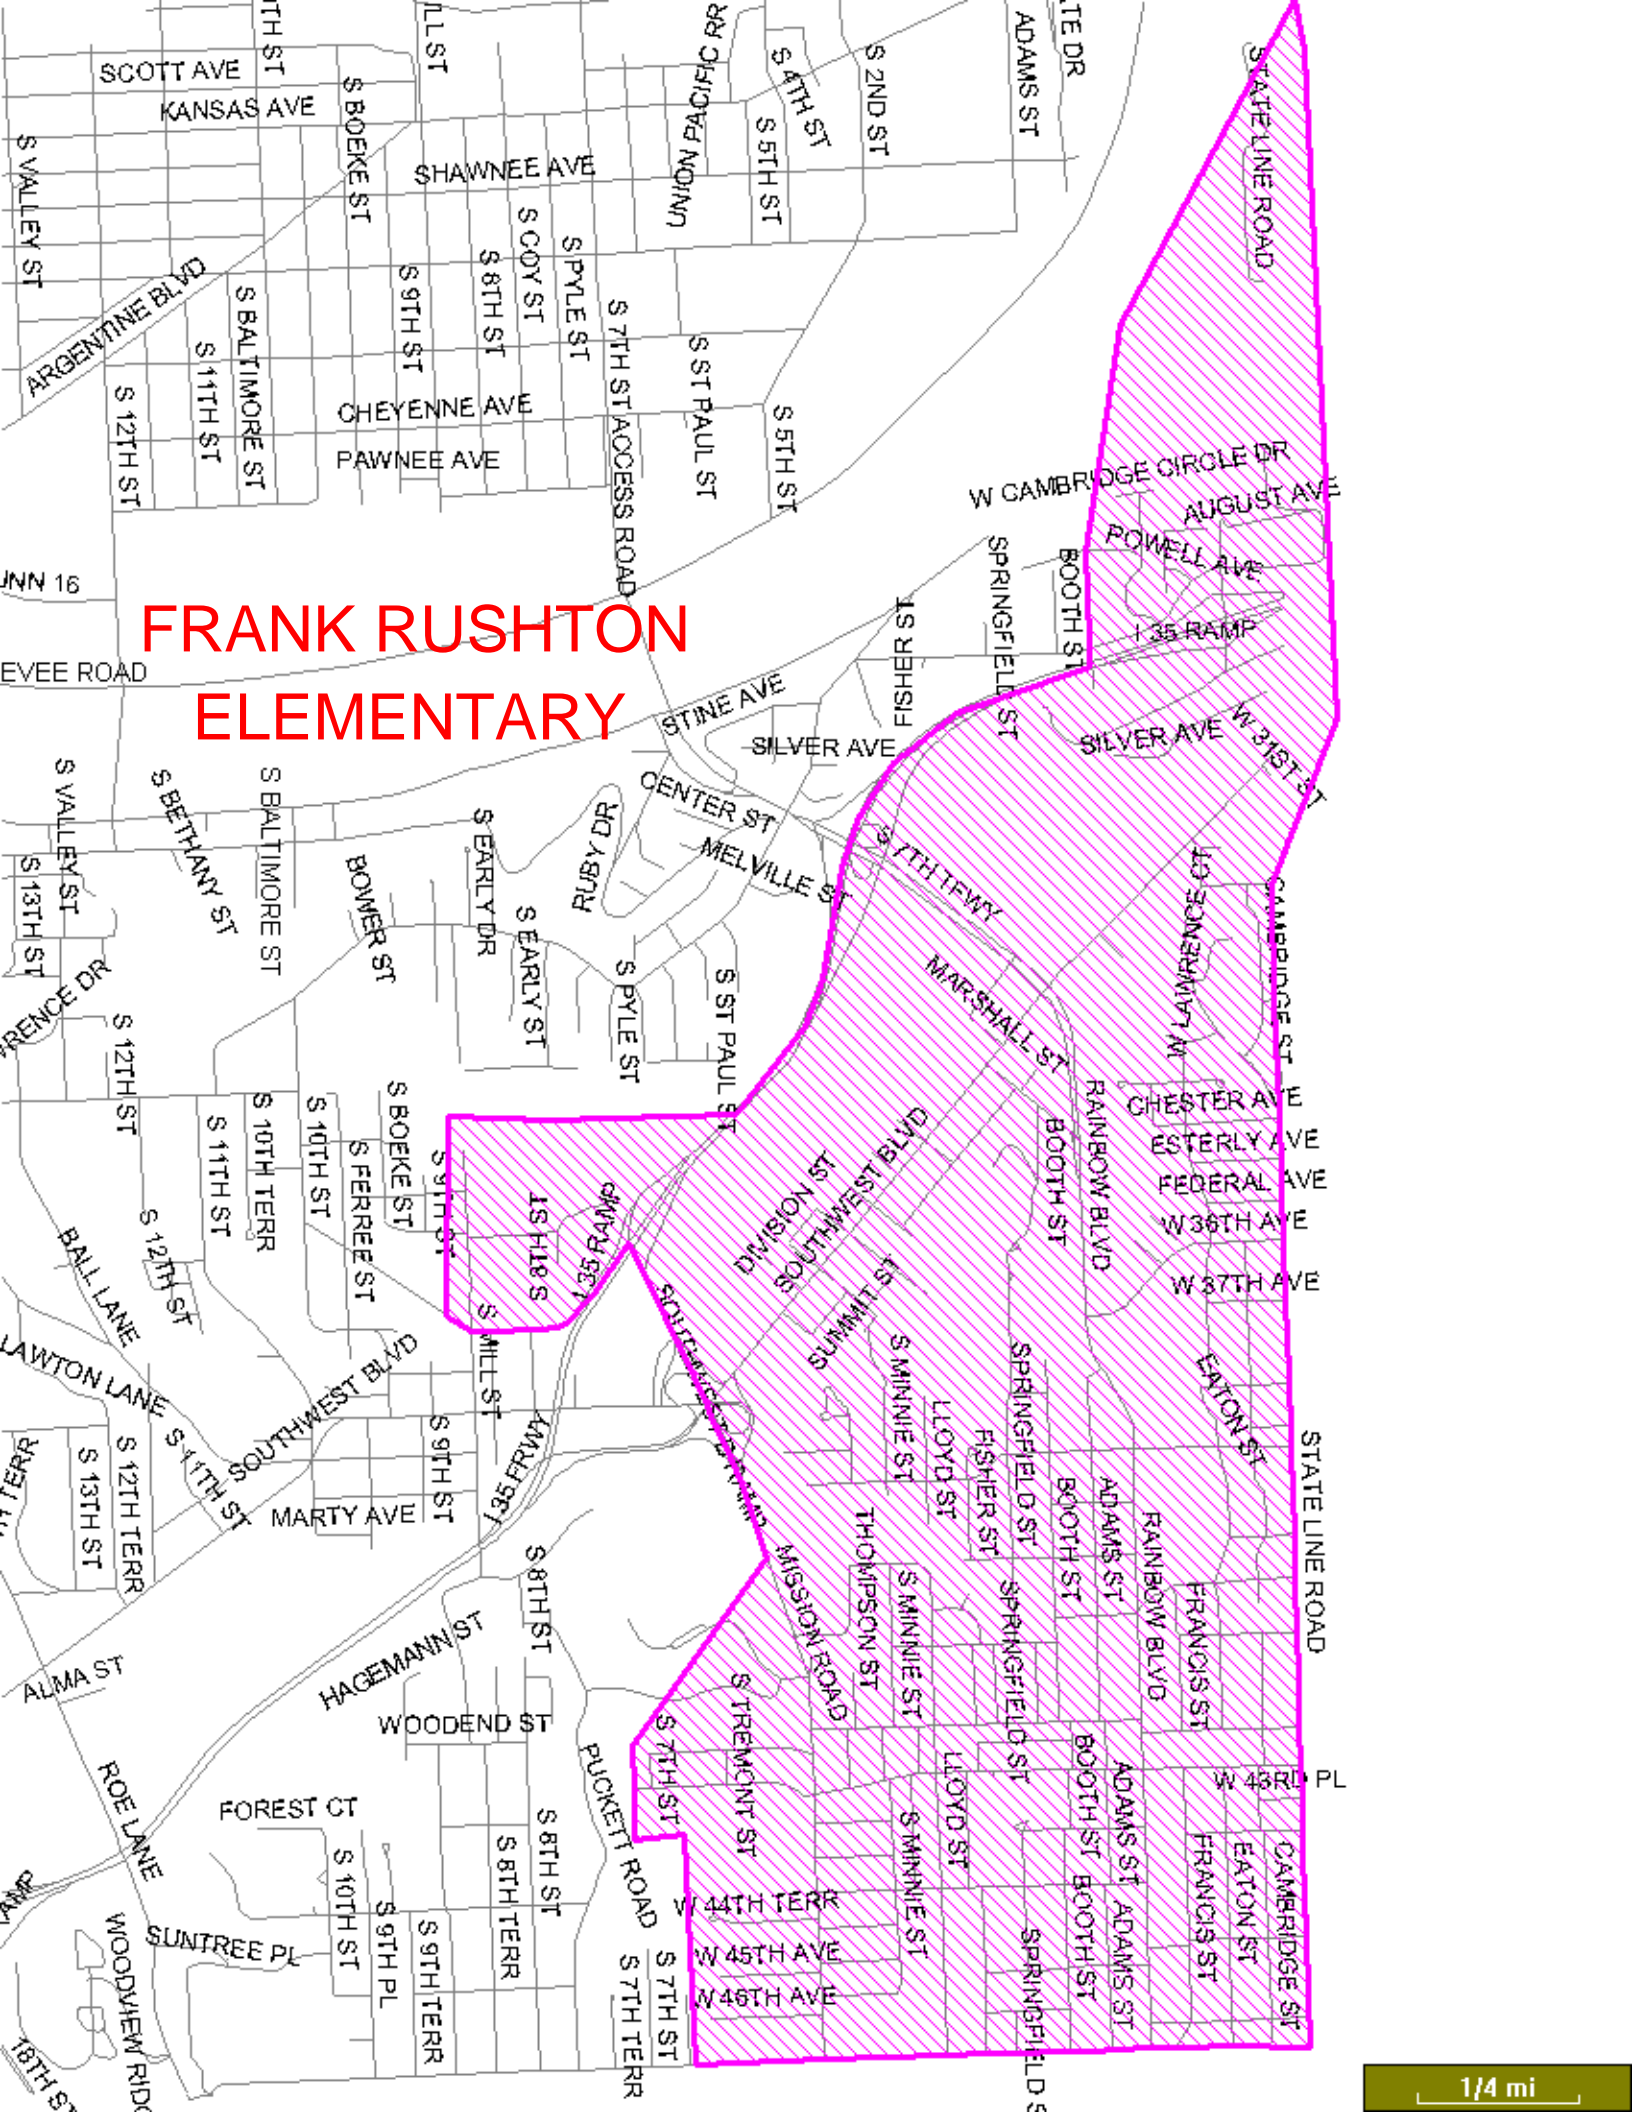 SCOTT AVE
KANSAS AVE
S VALLEY ST
S BOEKE ST
SHAWNEE AVE
UNION PACIFIC RR
S 4TH ST
S 5TH ST
S 2ND ST
ADAMS ST
STATE LINE ROAD
ARGENTINE BLVD
S 12TH ST
S 11TH ST
S BALTIMORE ST
S 9TH ST
S 8TH ST
S COY ST
S PYLE ST
S 7TH ST ACCESS ROAD
S ST PAUL ST
S 5TH ST
CHEYENNE AVE
PAWNEE AVE
W CAMBRIDGE CIRCLE DR
AUGUST AVE
POWELL AVE
I 35 RAMP
BOOTH ST
SPRINGFIELD ST
FISHER ST
FRANK RUSHTON
ELEMENTARY
EVEE ROAD
STINE AVE
SILVER AVE
SILVER AVE
W 31ST ST
CENTER ST
MELVILLE ST
RUBY DR
S 7TH TFWY
S VALLEY ST
S 13TH ST
S BETHANY ST
S BALTIMORE ST
BOWER ST
S EARLY DR
S EARLY ST
S PYLE ST
S ST PAUL ST
MARSHALL ST
W LAWRENCE CT
CAMBRIDGE ST
RENCE DR
S 12TH ST
S 11TH ST
S 10TH TERR
S 10TH ST
S FERREE ST
S BOEKE ST
S 9TH ST
S 8TH ST
I 35 RAMP
DIVISION ST
SOUTHWEST BLVD
SUMMIT ST
BOOTH ST
RAINBOW BLVD
CHESTER AVE
ESTERLY AVE
FEDERAL AVE
W 36TH AVE
W 37TH AVE
BALL LANE
S 12TH ST
LAWTON LANE
SOUTHWEST BLVD
S MILL ST
S 13TH ST
S 12TH TERR
S 11TH ST
MARTY AVE
S 9TH ST
I 35 FRWY
S MINNIE ST
LLOYD ST
FISHER ST
SPRINGFIELD ST
BOOTH ST
ADAMS ST
EATON ST
STATE LINE ROAD
THOMPSON ST
S MINNIE ST
MISSION ROAD
SPRINGFIELD ST
RAINBOW BLVD
FRANCIS ST
S 8TH ST
HAGEMANN ST
ALMA ST
WOODEND ST
S 7TH ST
S TREMONT ST
PUCKETT ROAD
ROE LANE
FOREST CT
S 10TH ST
S 9TH PL
S 9TH TERR
S 8TH TERR
S 8TH ST
LLOYD ST
S MINNIE ST
BOOTH ST
ADAMS ST
W 43RD PL
FRANCIS ST
EATON ST
CAMBRIDGE ST
W 44TH TERR
W 45TH AVE
W 46TH AVE
SUNTREE PL
S 7TH TERR
S 7TH ST
BOOTH ST
ADAMS ST
1/4 mi